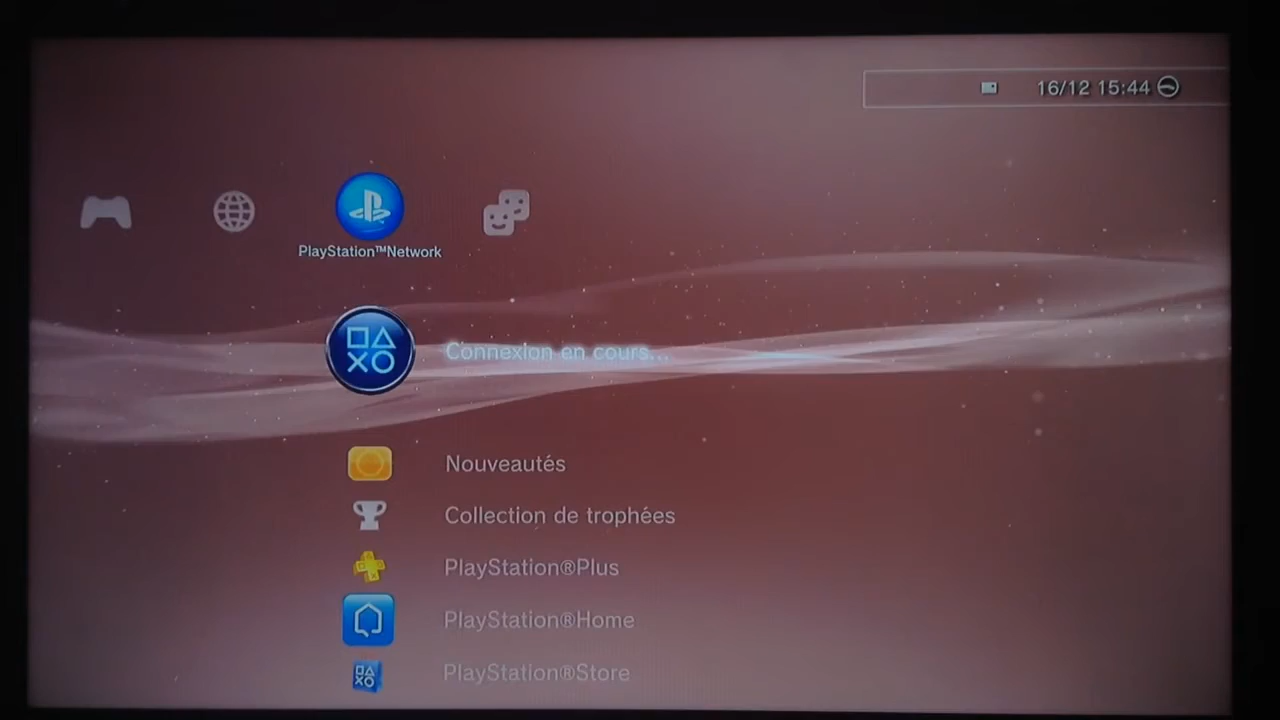 16/12 15:44
PlayStation™Network
Connexion en cours...
Nouveautés
Collection de trophées
PlayStation®Plus
PlayStation®Home
PlayStation®Store